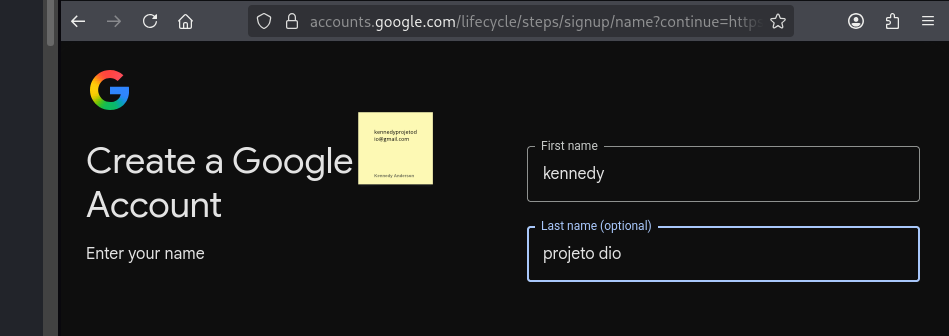 accounts.google.com/lifecycle/steps/signup/name?continue=https
kennedyprojetod
io@gmail.com
Kennedy Anderson
Create a Google
Account
Enter your name
First name
kennedy
Last name (optional)
projeto dio